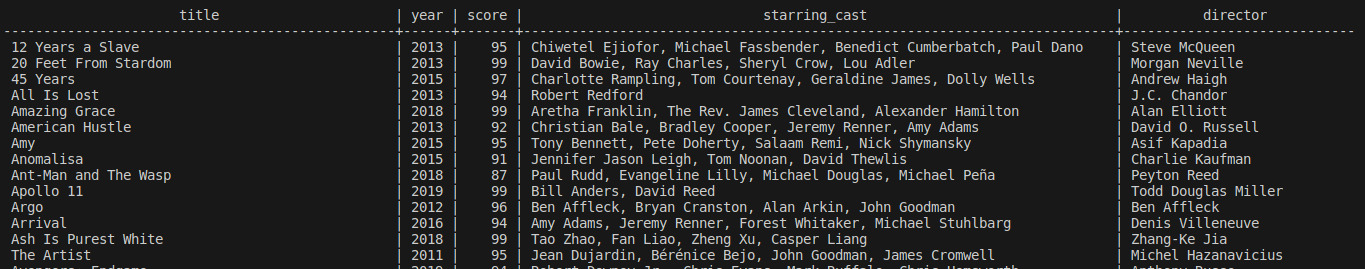 title | year | score | starring_cast | director
12 Years a Slave | 2013 | 95 | Chiwetel Ejiofor, Michael Fassbender, Benedict Cumberbatch, Paul Dano | Steve McQueen
20 Feet From Stardom | 2013 | 99 | David Bowie, Ray Charles, Sheryl Crow, Lou Adler | Morgan Neville
45 Years | 2015 | 97 | Charlotte Rampling, Tom Courtenay, Geraldine James, Dolly Wells | Andrew Haigh
All Is Lost | 2013 | 94 | Robert Redford | J.C. Chandor
Amazing Grace | 2018 | 99 | Aretha Franklin, The Rev. James Cleveland, Alexander Hamilton | Alan Elliott
American Hustle | 2013 | 92 | Christian Bale, Bradley Cooper, Jeremy Renner, Amy Adams | David O. Russell
Amy | 2015 | 95 | Tony Bennett, Pete Doherty, Salaam Remi, Nick Shymansky | Asif Kapadia
Anomalisa | 2015 | 91 | Jennifer Jason Leigh, Tom Noonan, David Thewlis | Charlie Kaufman
Ant-Man and The Wasp | 2018 | 87 | Paul Rudd, Evangeline Lilly, Michael Douglas, Michael Peña | Peyton Reed
Apollo 11 | 2019 | 99 | Bill Anders, David Reed | Todd Douglas Miller
Argo | 2012 | 96 | Ben Affleck, Bryan Cranston, Alan Arkin, John Goodman | Ben Affleck
Arrival | 2016 | 94 | Amy Adams, Jeremy Renner, Forest Whitaker, Michael Stuhlbarg | Denis Villeneuve
Ash Is Purest White | 2018 | 99 | Tao Zhao, Fan Liao, Zheng Xu, Casper Liang | Zhang-Ke Jia
The Artist | 2011 | 95 | Jean Dujardin, Bérénice Bejo, John Goodman, James Cromwell | Michel Hazanavicius